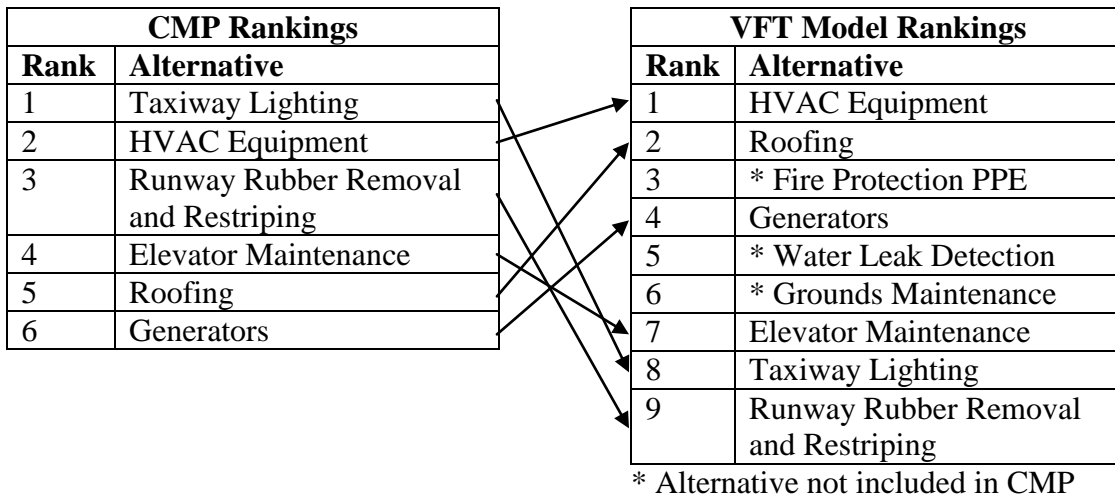 CMP Rankings
Rank Alternative
1 Taxiway Lighting
2 HVAC Equipment
3 Runway Rubber Removal
and Restriping
4 Elevator Maintenance
5 Roofing
6 Generators
VFT Model Rankings
Rank Alternative
1 HVAC Equipment
2 Roofing
3 * Fire Protection PPE
4 Generators
5 * Water Leak Detection
6 * Grounds Maintenance
7 Elevator Maintenance
8 Taxiway Lighting
9 Runway Rubber Removal
and Restriping
* Alternative not included in CMP